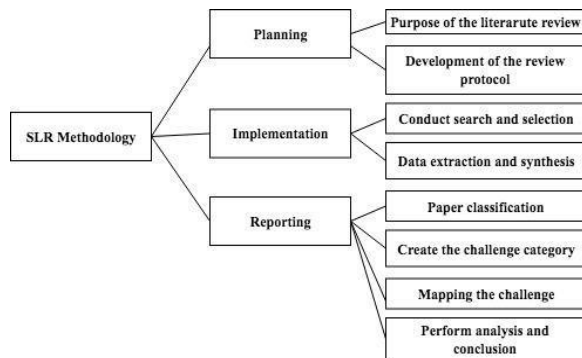 SLR Methodology
Planning
Purpose of the literarute review
Development of the review
protocol
Implementation
Conduct search and selection
Data extraction and synthesis
Reporting
Paper classification
Create the challenge category
Mapping the challenge
Perform analysis and
conclusion